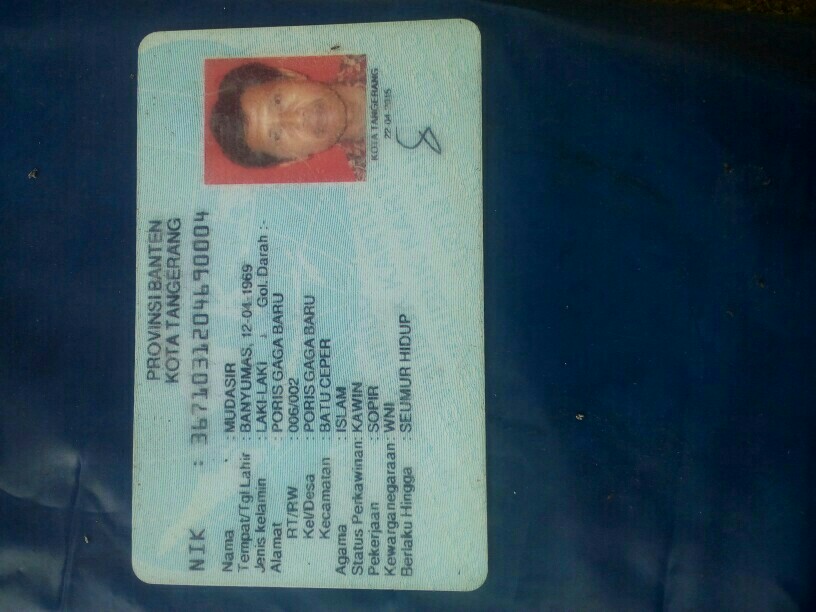 PROVINSI BANTEN
KOTA TANGERANG
NIK : 3671031204690004
Nama : MUDASIR
Tempat/Tgl Lahir : BANYUMAS, 12-04-1969
Jenis kelamin : LAKI-LAKI Gol. Darah :-
Alamat : PORIS GAGA BARU
RT/RW : 006/002
Kel/Desa : PORIS GAGA BARU
Kecamatan : BATU CEPER
Agama : ISLAM
Status Perkawinan: KAWIN
Pekerjaan : SOPIR
Kewarganegaraan: WNI
Berlaku Hingga : SEUMUR HIDUP
KOTA TANGERANG
22-04-2015